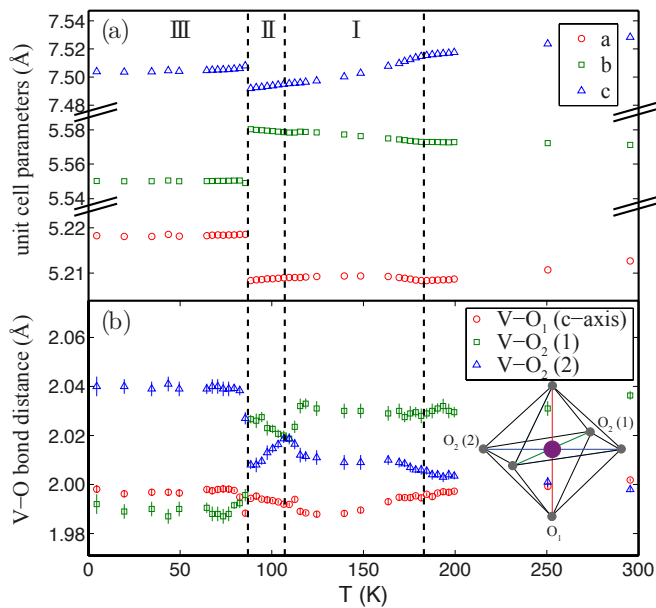 (a)
III
II
I
a
b
c
7.54
7.52
7.50
7.48
5.58
5.56
5.54
5.22
5.21
unit cell parameters (Å)
(b)
V−O1 (c−axis)
V−O2 (1)
V−O2 (2)
2.06
2.04
2.02
2.00
1.98
V−O bond distance (Å)
O2 (1)
O2 (2)
O1
0
50
100
150
200
250
300
T (K)